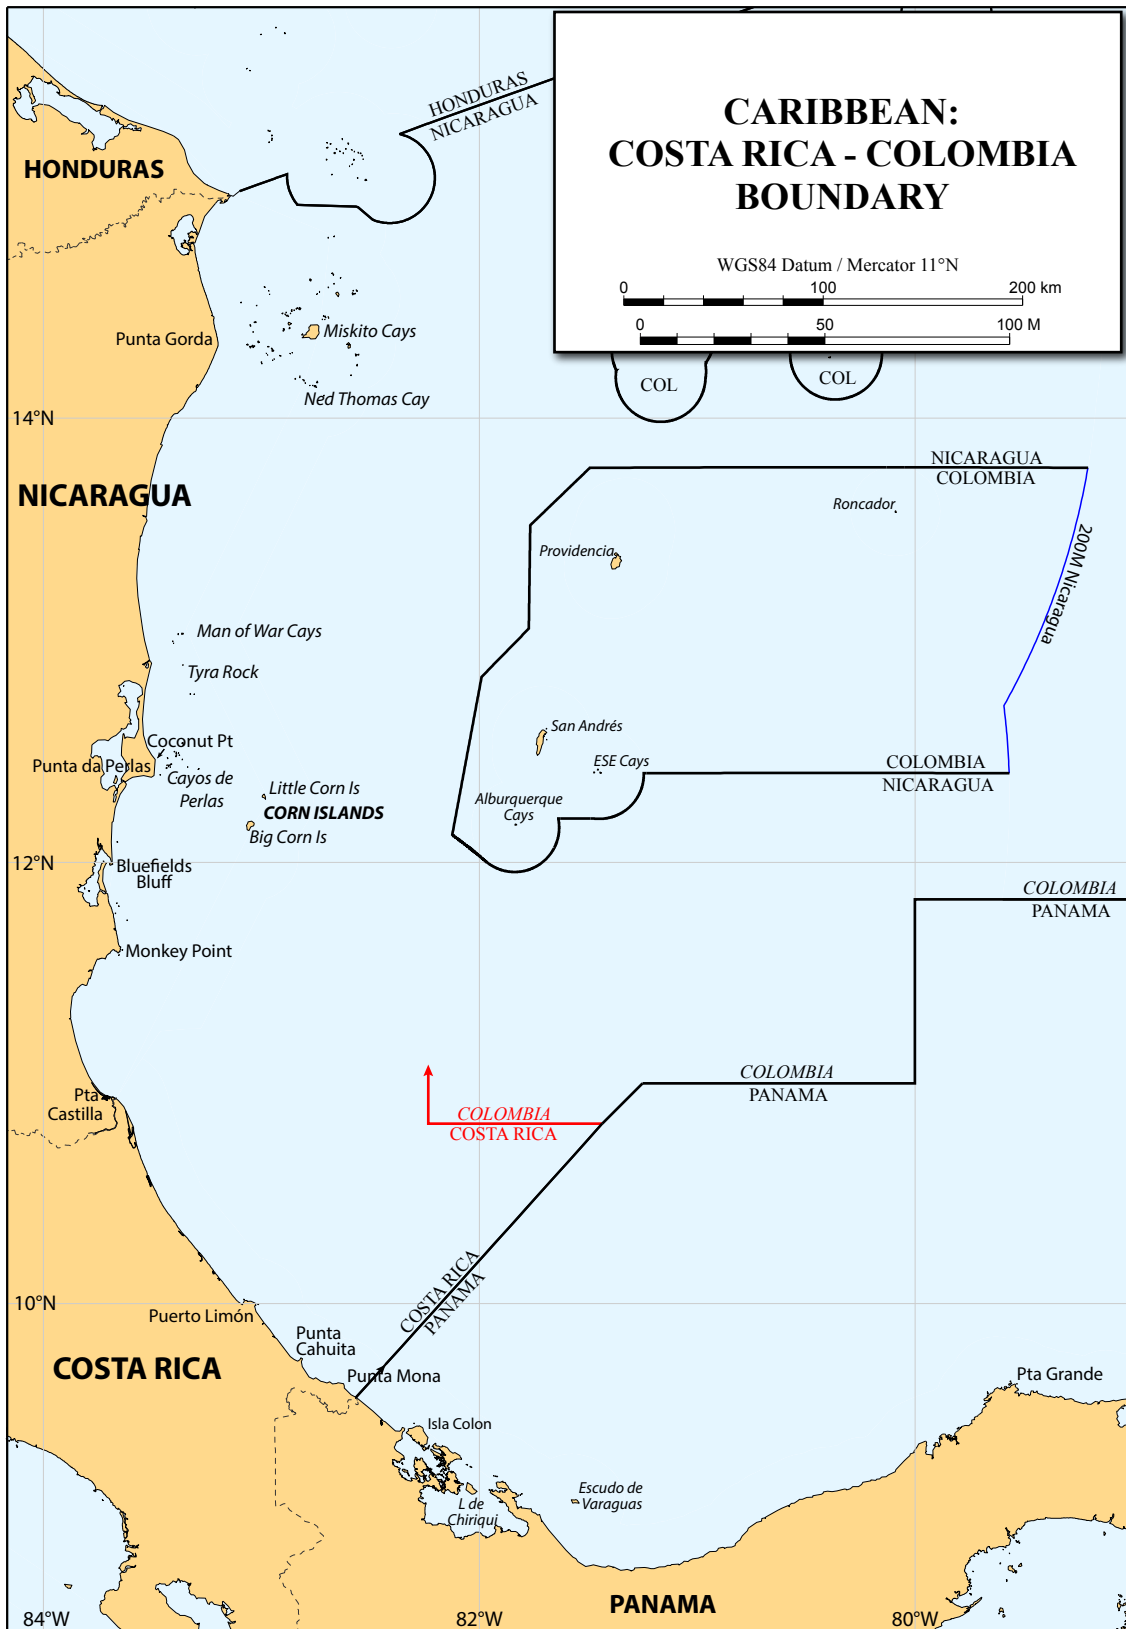 CARIBBEAN:
COSTA RICA - COLOMBIA
BOUNDARY
WGS84 Datum / Mercator 11°N
0 100 200 km
0 50 100 M
HONDURAS
NICARAGUA
HONDURAS
Punta Gorda
Miskito Cays
Ned Thomas Cay
COL
COL
14°N
NICARAGUA
NICARAGUA
COLOMBIA
Roncador
Providencia
200M Nicaragua
Man of War Cays
Tyra Rock
San Andrés
Coconut Pt
Punta da Perlas
Cayos de
Perlas
ESE Cays
COLOMBIA
NICARAGUA
Little Corn Is
CORN ISLANDS
Big Corn Is
Alburquerque
Cays
12°N
Bluefields
Bluff
COLOMBIA
PANAMA
Monkey Point
COLOMBIA
PANAMA
Pta
Castilla
COLOMBIA
COSTA RICA
COSTA RICA
PANAMA
10°N
Puerto Limón
Punta
Cahuita
COSTA RICA
Punta Mona
Pta Grande
Isla Colon
L de
Chiriqui
Escudo de
Varaguas
PANAMA
84°W
82°W
80°W